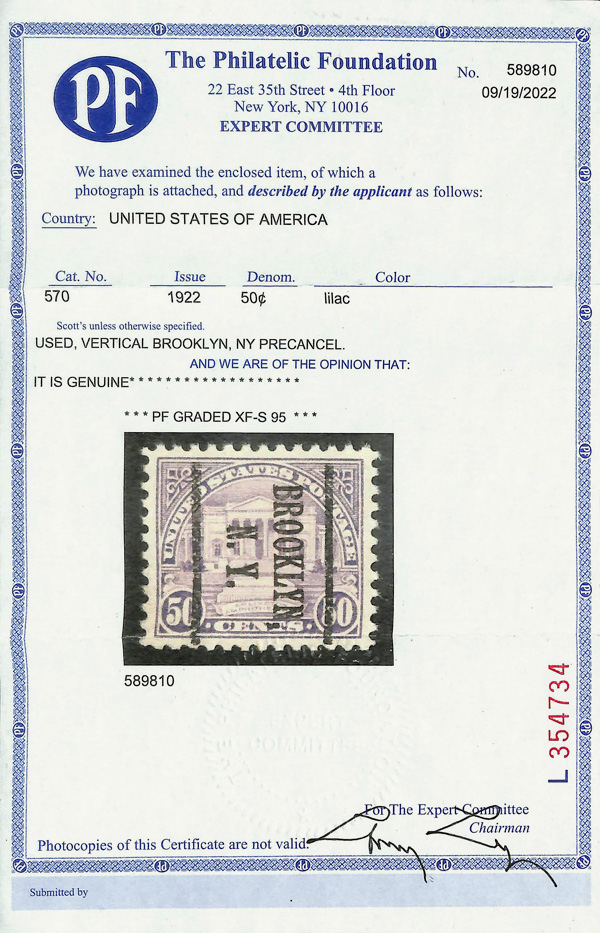 PF
The Philatelic Foundation
No. 589810
22 East 35th Street • 4th Floor
09/19/2022
New York, NY 10016
EXPERT COMMITTEE
We have examined the enclosed item, of which a
photograph is attached, and described by the applicant as follows:
Country: UNITED STATES OF AMERICA
Cat. No. Issue Denom. Color
570 1922 50¢ lilac
Scott's unless otherwise specified.
USED, VERTICAL BROOKLYN, NY PRECANCEL.
AND WE ARE OF THE OPINION THAT:
IT IS GENUINE* * * * * * * * * * * * * * * * * * *
* * * PF GRADED XF-S 95 * * *
UNITED STATES POSTAGE
BROOKLYN,
N. Y.
50 50
CENTS
589810
EXPERT
COMMITTEE
L 354734
For The Expert Committee
Chairman
Photocopies of this Certificate are not valid.
Submitted by